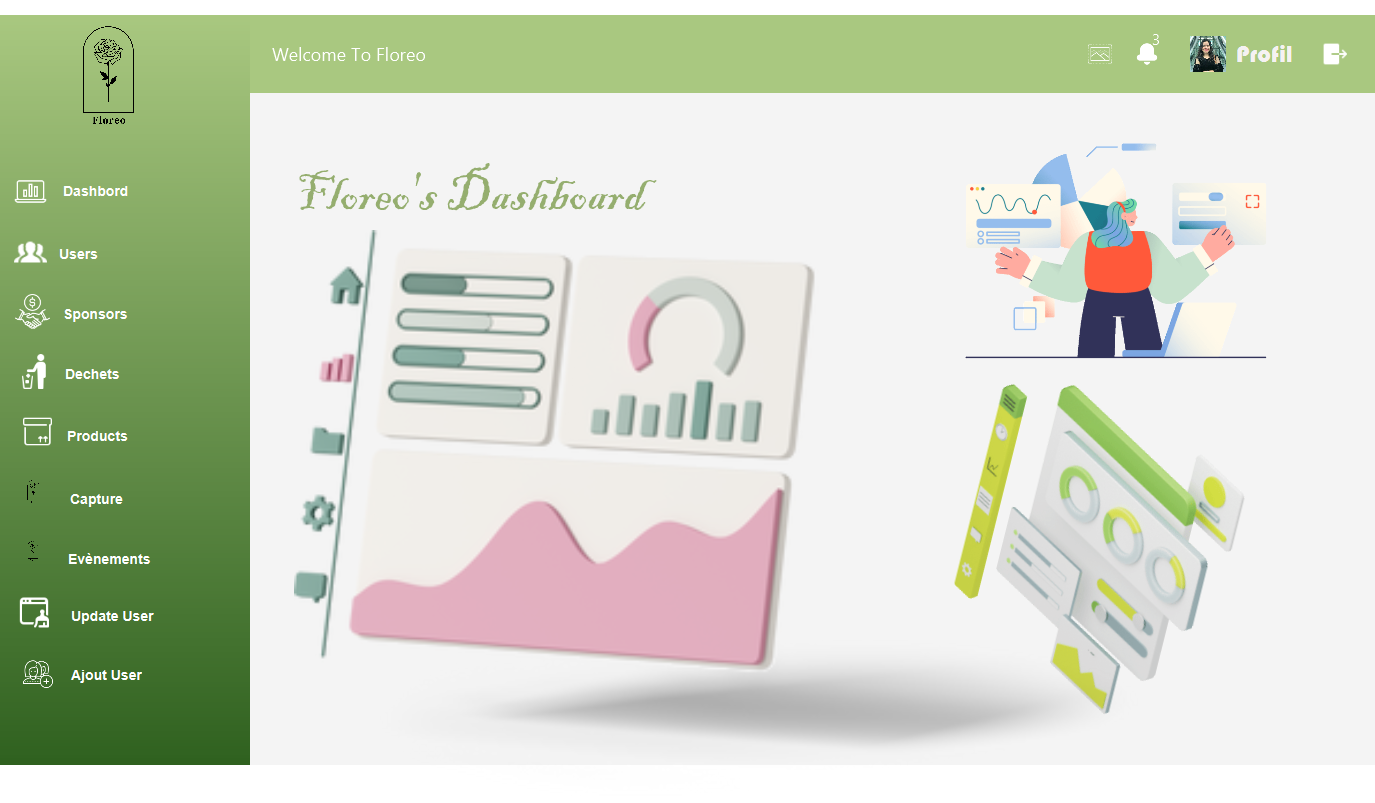 Floreo
Welcome To Floreo
3
Profil
Dashbord
Users
Sponsors
Dechets
Products
Capture
Evènements
Update User
Ajout User
Floreo's Dashboard